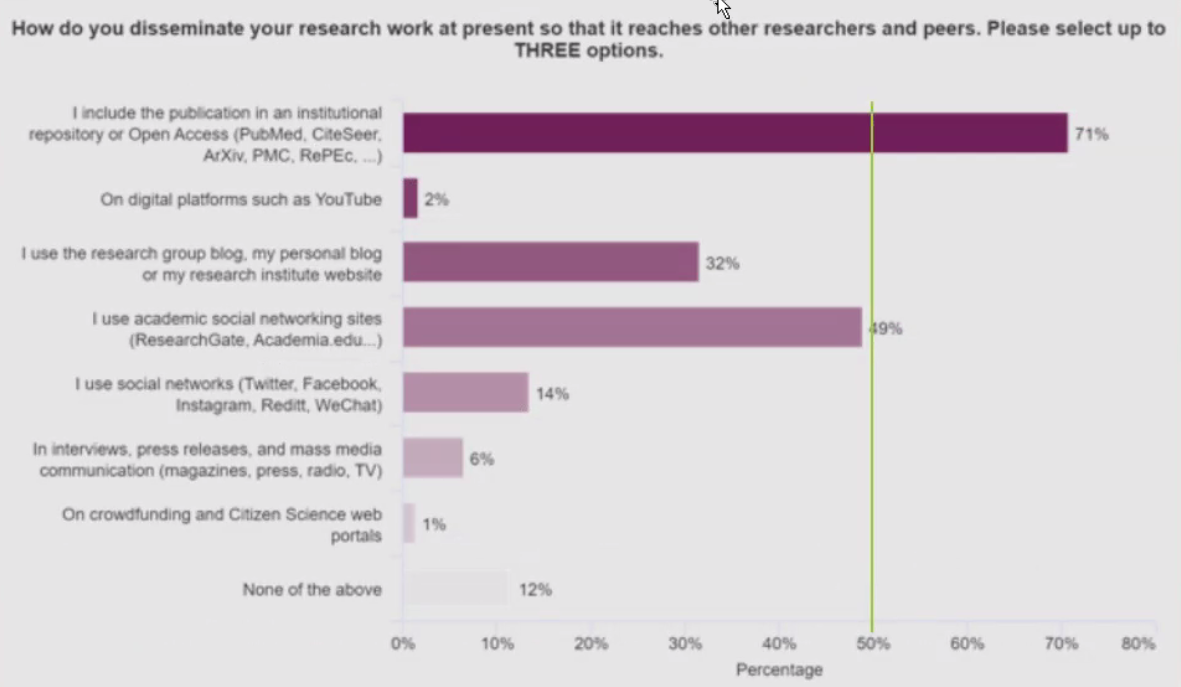 How do you disseminate your research work at present so that it reaches other researchers and peers. Please select up to
THREE options.
I include the publication in an institutional
repository or Open Access (PubMed, CiteSeer,
ArXiv, PMC, RePEc, ...)
71%
On digital platforms such as YouTube
2%
I use the research group blog, my personal blog
or my research institute website
32%
I use academic social networking sites
(ResearchGate, Academia.edu...)
49%
I use social networks (Twitter, Facebook,
Instagram, Reditt, WeChat)
14%
In interviews, press releases, and mass media
communication (magazines, press, radio, TV)
6%
On crowdfunding and Citizen Science web
portals
1%
None of the above
12%
0% 10% 20% 30% 40% 50% 60% 70% 80%
Percentage